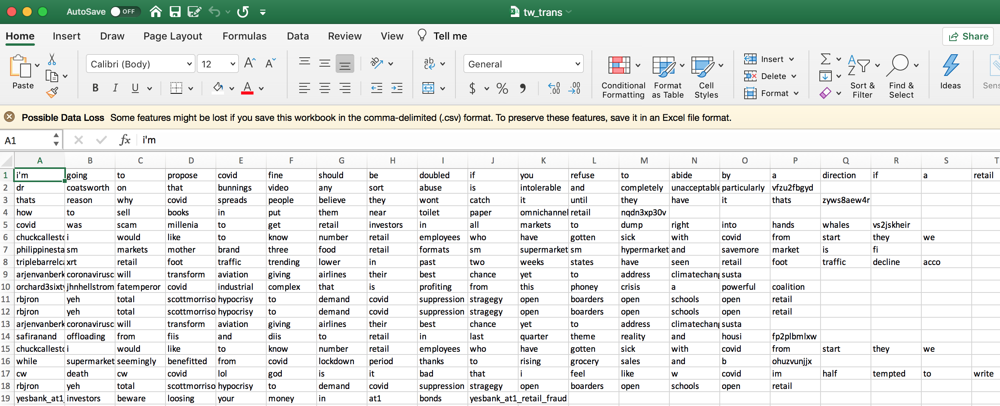 AutoSave OFF tw_trans
Home Insert Draw Page Layout Formulas Data Review View Tell me Share
Paste Calibri (Body) 12 General Conditional Formatting Format as Table Cell Styles Insert Delete Format Sort & Filter Find & Select Ideas
Possible Data Loss Some features might be lost if you save this workbook in the comma-delimited (.csv) format. To preserve these features, save it in an Excel file format.
A1 fx i'm
A B C D E F G H I J K L M N O P Q R S T
1 i'm going to propose covid fine should be doubled if you refuse to abide by a direction if a retail
2 dr coatsworth on that bunnings video any sort abuse is intolerable and completely unacceptable particularly vfzu2fbgyd
3 thats reason why covid spreads people believe they wont catch it until they have it thats zyws8aew4r
4 how to sell books in put them near toilet paper omnichannel retail nqdn3xp30v
5 covid was scam millenia to get retail investors in all markets to dump right into hands whales vs2jskheir
6 chuckcallesto i would like to know number retail employees who have gotten sick with covid from start they we
7 philippinesta sm markets mother brand three food retail formats sm supermarket sm hypermarket and savemore market is fi
8 triplebarrelca xrt retail foot traffic trending lower in past two weeks states have seen retail foot traffic decline acco
9 arjenvanberk coronavirusc will transform aviation giving airlines their best chance yet to address climatechang susta
10 orchard3sixty jhnhellstrom fatemperor covid industrial complex that is profiting from this phoney crisis a powerful coalition
11 rbjron yeh total scottmorriso hypocrisy to demand covid suppression stragegy open boarders open schools open retail
12 rbjron yeh total scottmorriso hypocrisy to demand covid suppression stragegy open boarders open schools open retail
13 arjenvanberk coronavirusc will transform aviation giving airlines their best chance yet to address climatechang susta
14 safiranand offloading from fiis and diis to retail in last quarter theme reality and housi fp2plbmlxw
15 chuckcallesto i would like to know number retail employees who have gotten sick with covid from start they we
16 while supermarket seemingly benefitted from covid lockdown period thanks to rising grocery sales and b ohuzvunjjx
17 cw death cw covid lol god is it bad that i feel like w covid im half tempted to write
18 rbjron yeh total scottmorriso hypocrisy to demand covid suppression stragegy open boarders open schools open retail
19 yesbank_at1_ investors beware loosing your money in at1 bonds yesbank_at1_retail_fraud